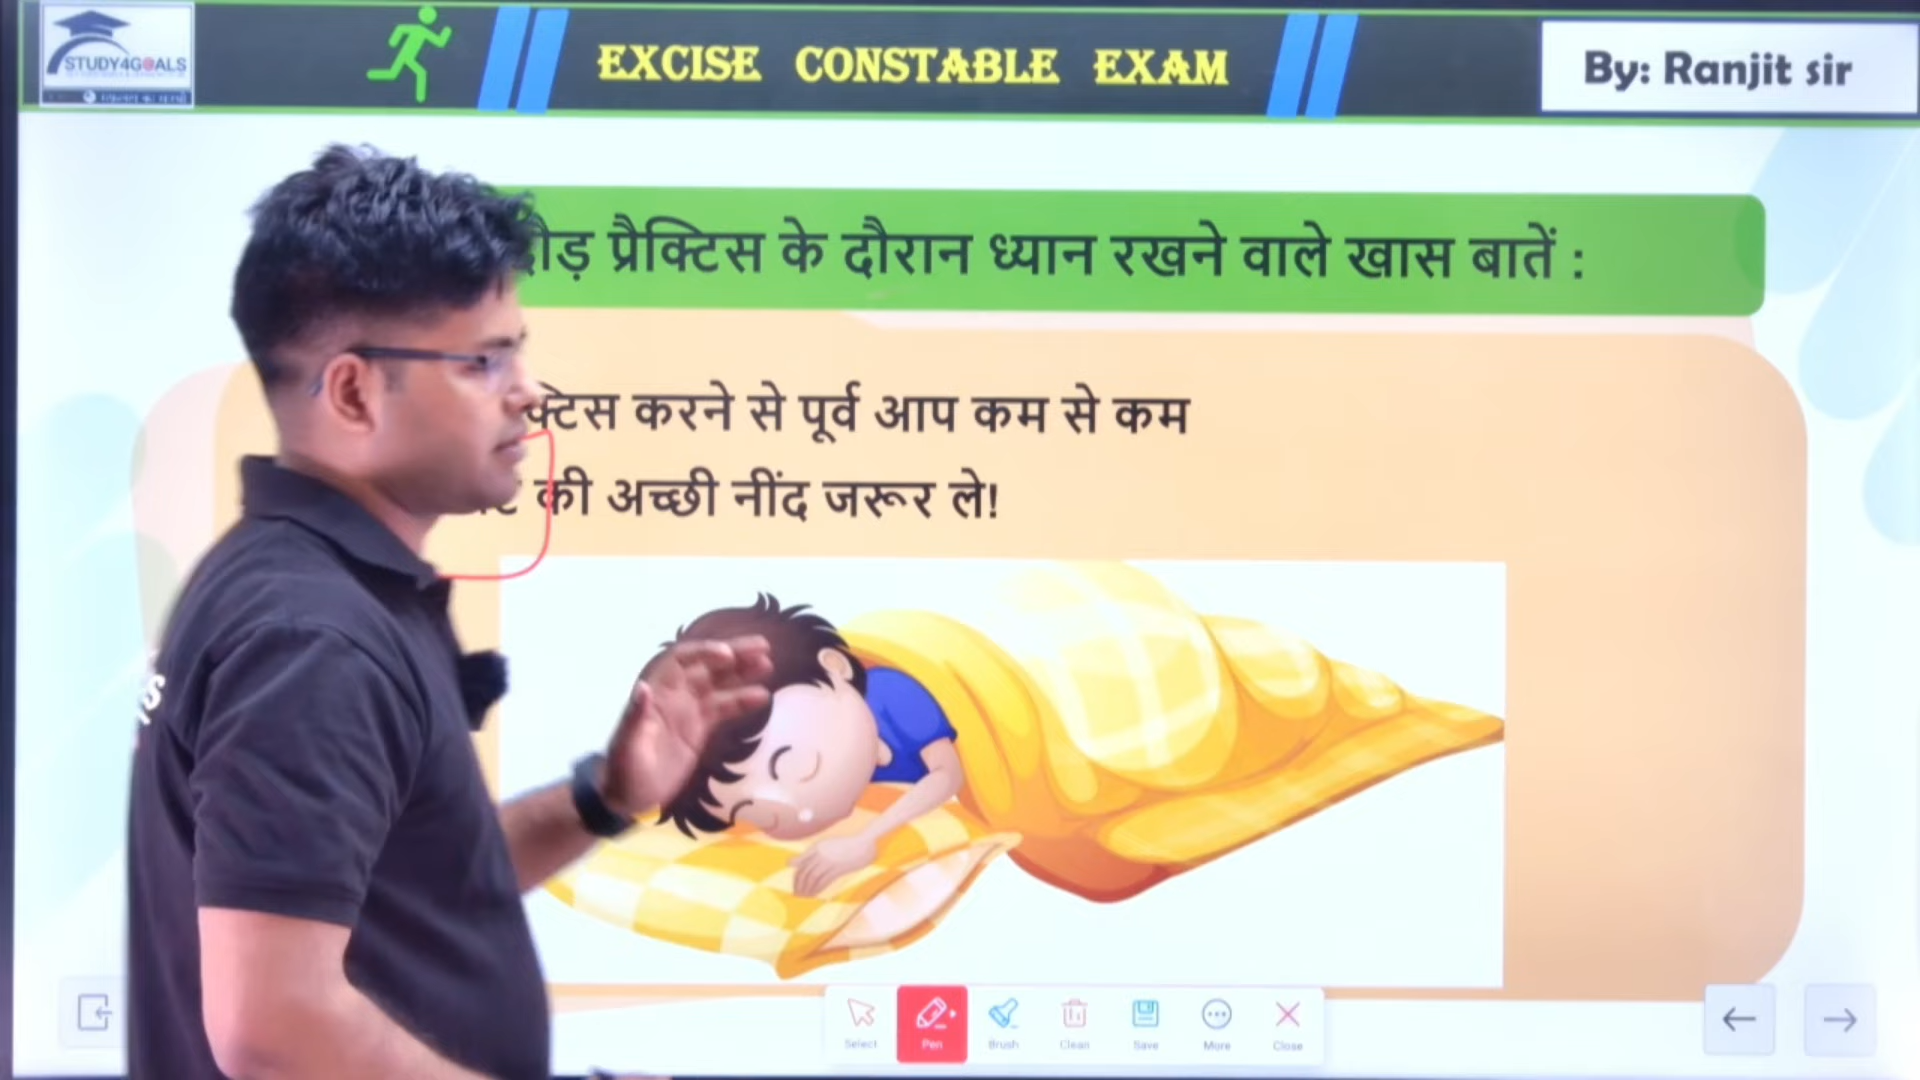 STUDY4GOALS
EXCISE CONSTABLE EXAM
By: Ranjit sir
प्रैक्टिस के दौरान ध्यान रखने वाले खास बातें :
करने से पूर्व आप कम से कम
की अच्छी नींद जरूर ले!
Select
Pen
Brush
Clean
Save
More
Close